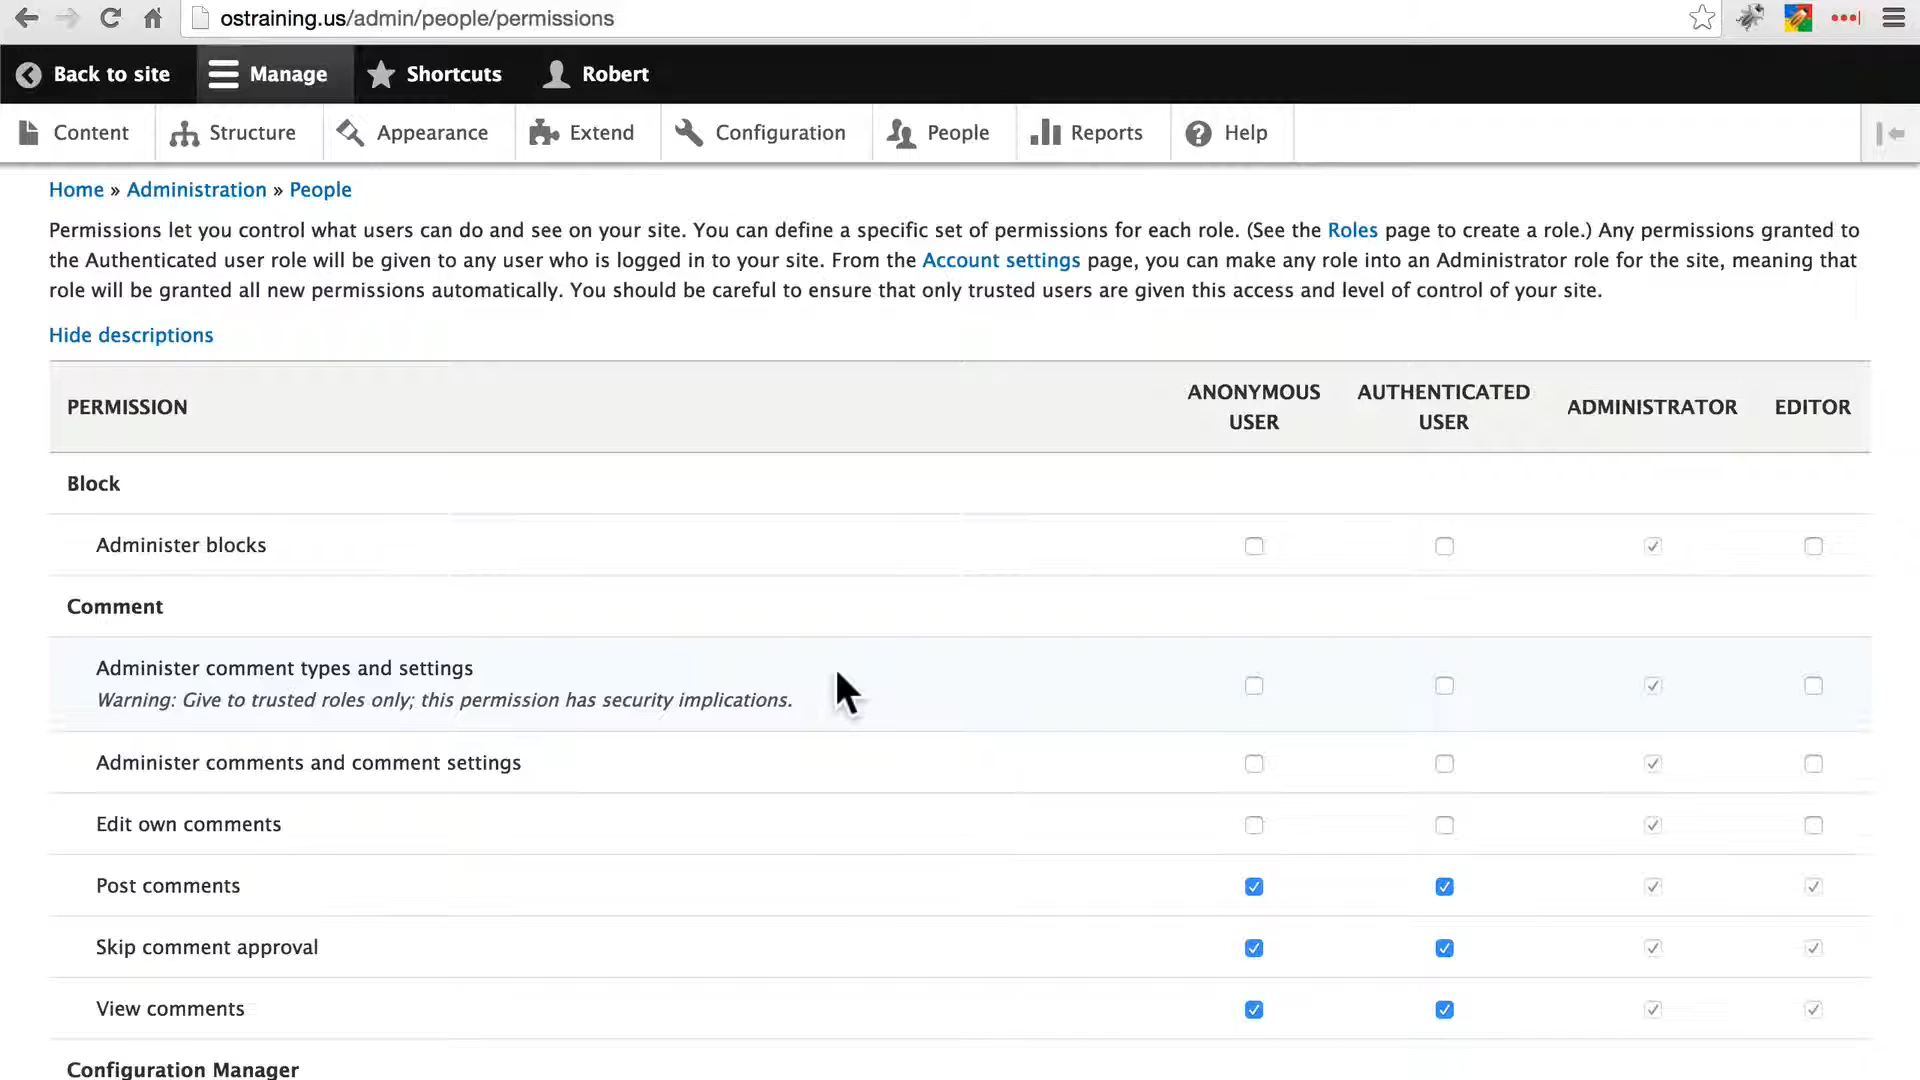 ostraining.us/admin/people/permissions
Back to site Manage Shortcuts Robert
Content Structure Appearance Extend Configuration People Reports Help
Home » Administration » People
Permissions let you control what users can do and see on your site. You can define a specific set of permissions for each role. (See the Roles page to create a role.) Any permissions granted to
the Authenticated user role will be given to any user who is logged in to your site. From the Account settings page, you can make any role into an Administrator role for the site, meaning that
role will be granted all new permissions automatically. You should be careful to ensure that only trusted users are given this access and level of control of your site.
Hide descriptions
PERMISSION ANONYMOUS USER AUTHENTICATED USER ADMINISTRATOR EDITOR
Block
Administer blocks
Comment
Administer comment types and settings
Warning: Give to trusted roles only; this permission has security implications.
Administer comments and comment settings
Edit own comments
Post comments
Skip comment approval
View comments
Configuration Manager